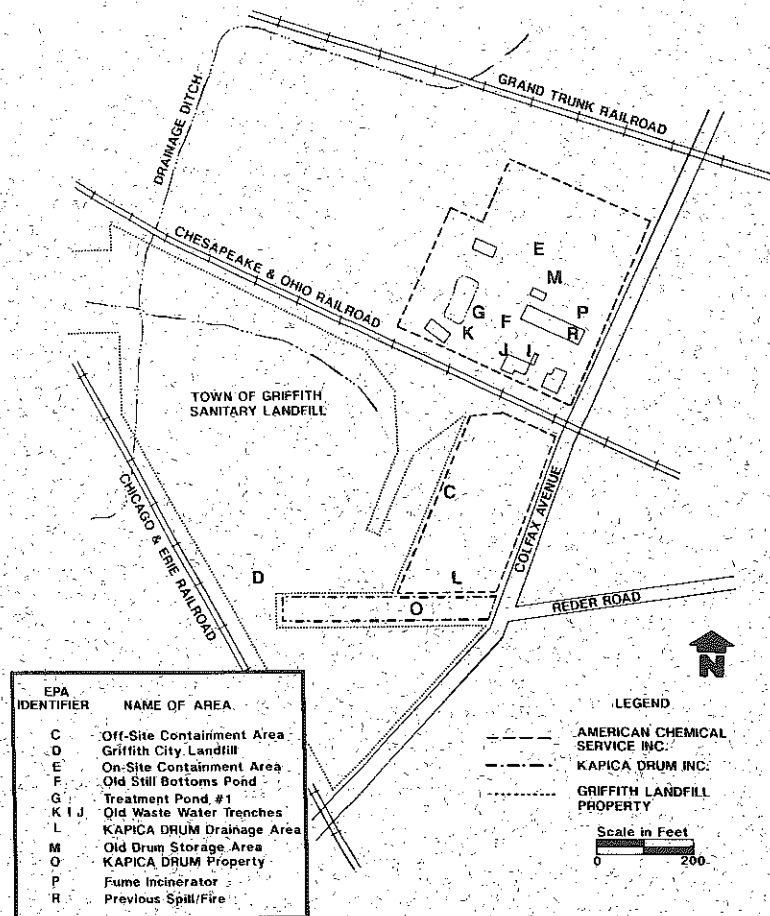 GRAND TRUNK RAILROAD
DRAINAGE DITCH
CHESAPEAKE & OHIO RAILROAD
E
M
G
F
P
K
R
J
I
TOWN OF GRIFFITH
SANITARY LANDFILL
CHICAGO & ERIE RAILROAD
C
COLFAX AVENUE
D
L
O
REDER ROAD
N
EPA
IDENTIFIER NAME OF AREA
C Off-Site Containment Area
D Griffith City Landfill
E On-Site Containment Area
F Old Still Bottoms Pond
G Treatment Pond #1
K I J Old Waste Water Trenches
L KAPICA DRUM Drainage Area
M Old Drum Storage Area
O KAPICA DRUM Property
P Fume Incinerator
R Previous Spill/Fire
LEGEND
AMERICAN CHEMICAL
SERVICE INC.
KAPICA DRUM INC.
GRIFFITH LANDFILL
PROPERTY
Scale in Feet
0 200